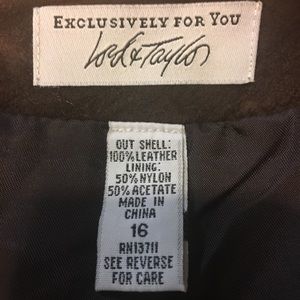 EXCLUSIVELY FOR YOU
Lord & Taylor
OUT SHELL:
100%LEATHER
LINING:
50%NYLON
50%ACETATE
MADE IN
CHINA
16
RN13711
SEE REVERSE
FOR CARE